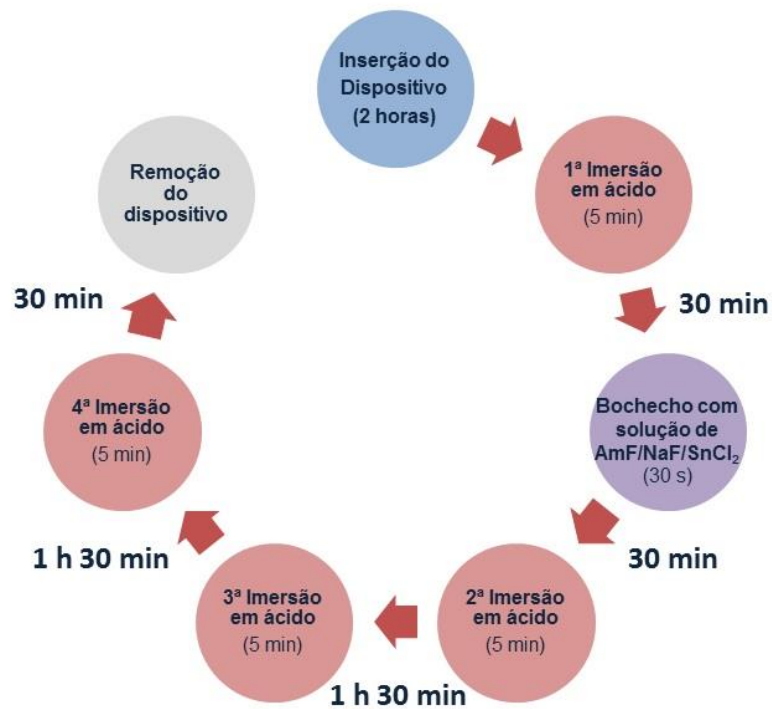 Inserção do
Dispositivo
(2 horas)
1ª Imersão
em ácido
(5 min)
30 min
Bochecho com
solução de
AmF/NaF/SnCl₂
(30 s)
30 min
2ª Imersão
em ácido
(5 min)
1 h 30 min
3ª Imersão
em ácido
(5 min)
1 h 30 min
4ª Imersão
em ácido
(5 min)
30 min
Remoção
do
dispositivo